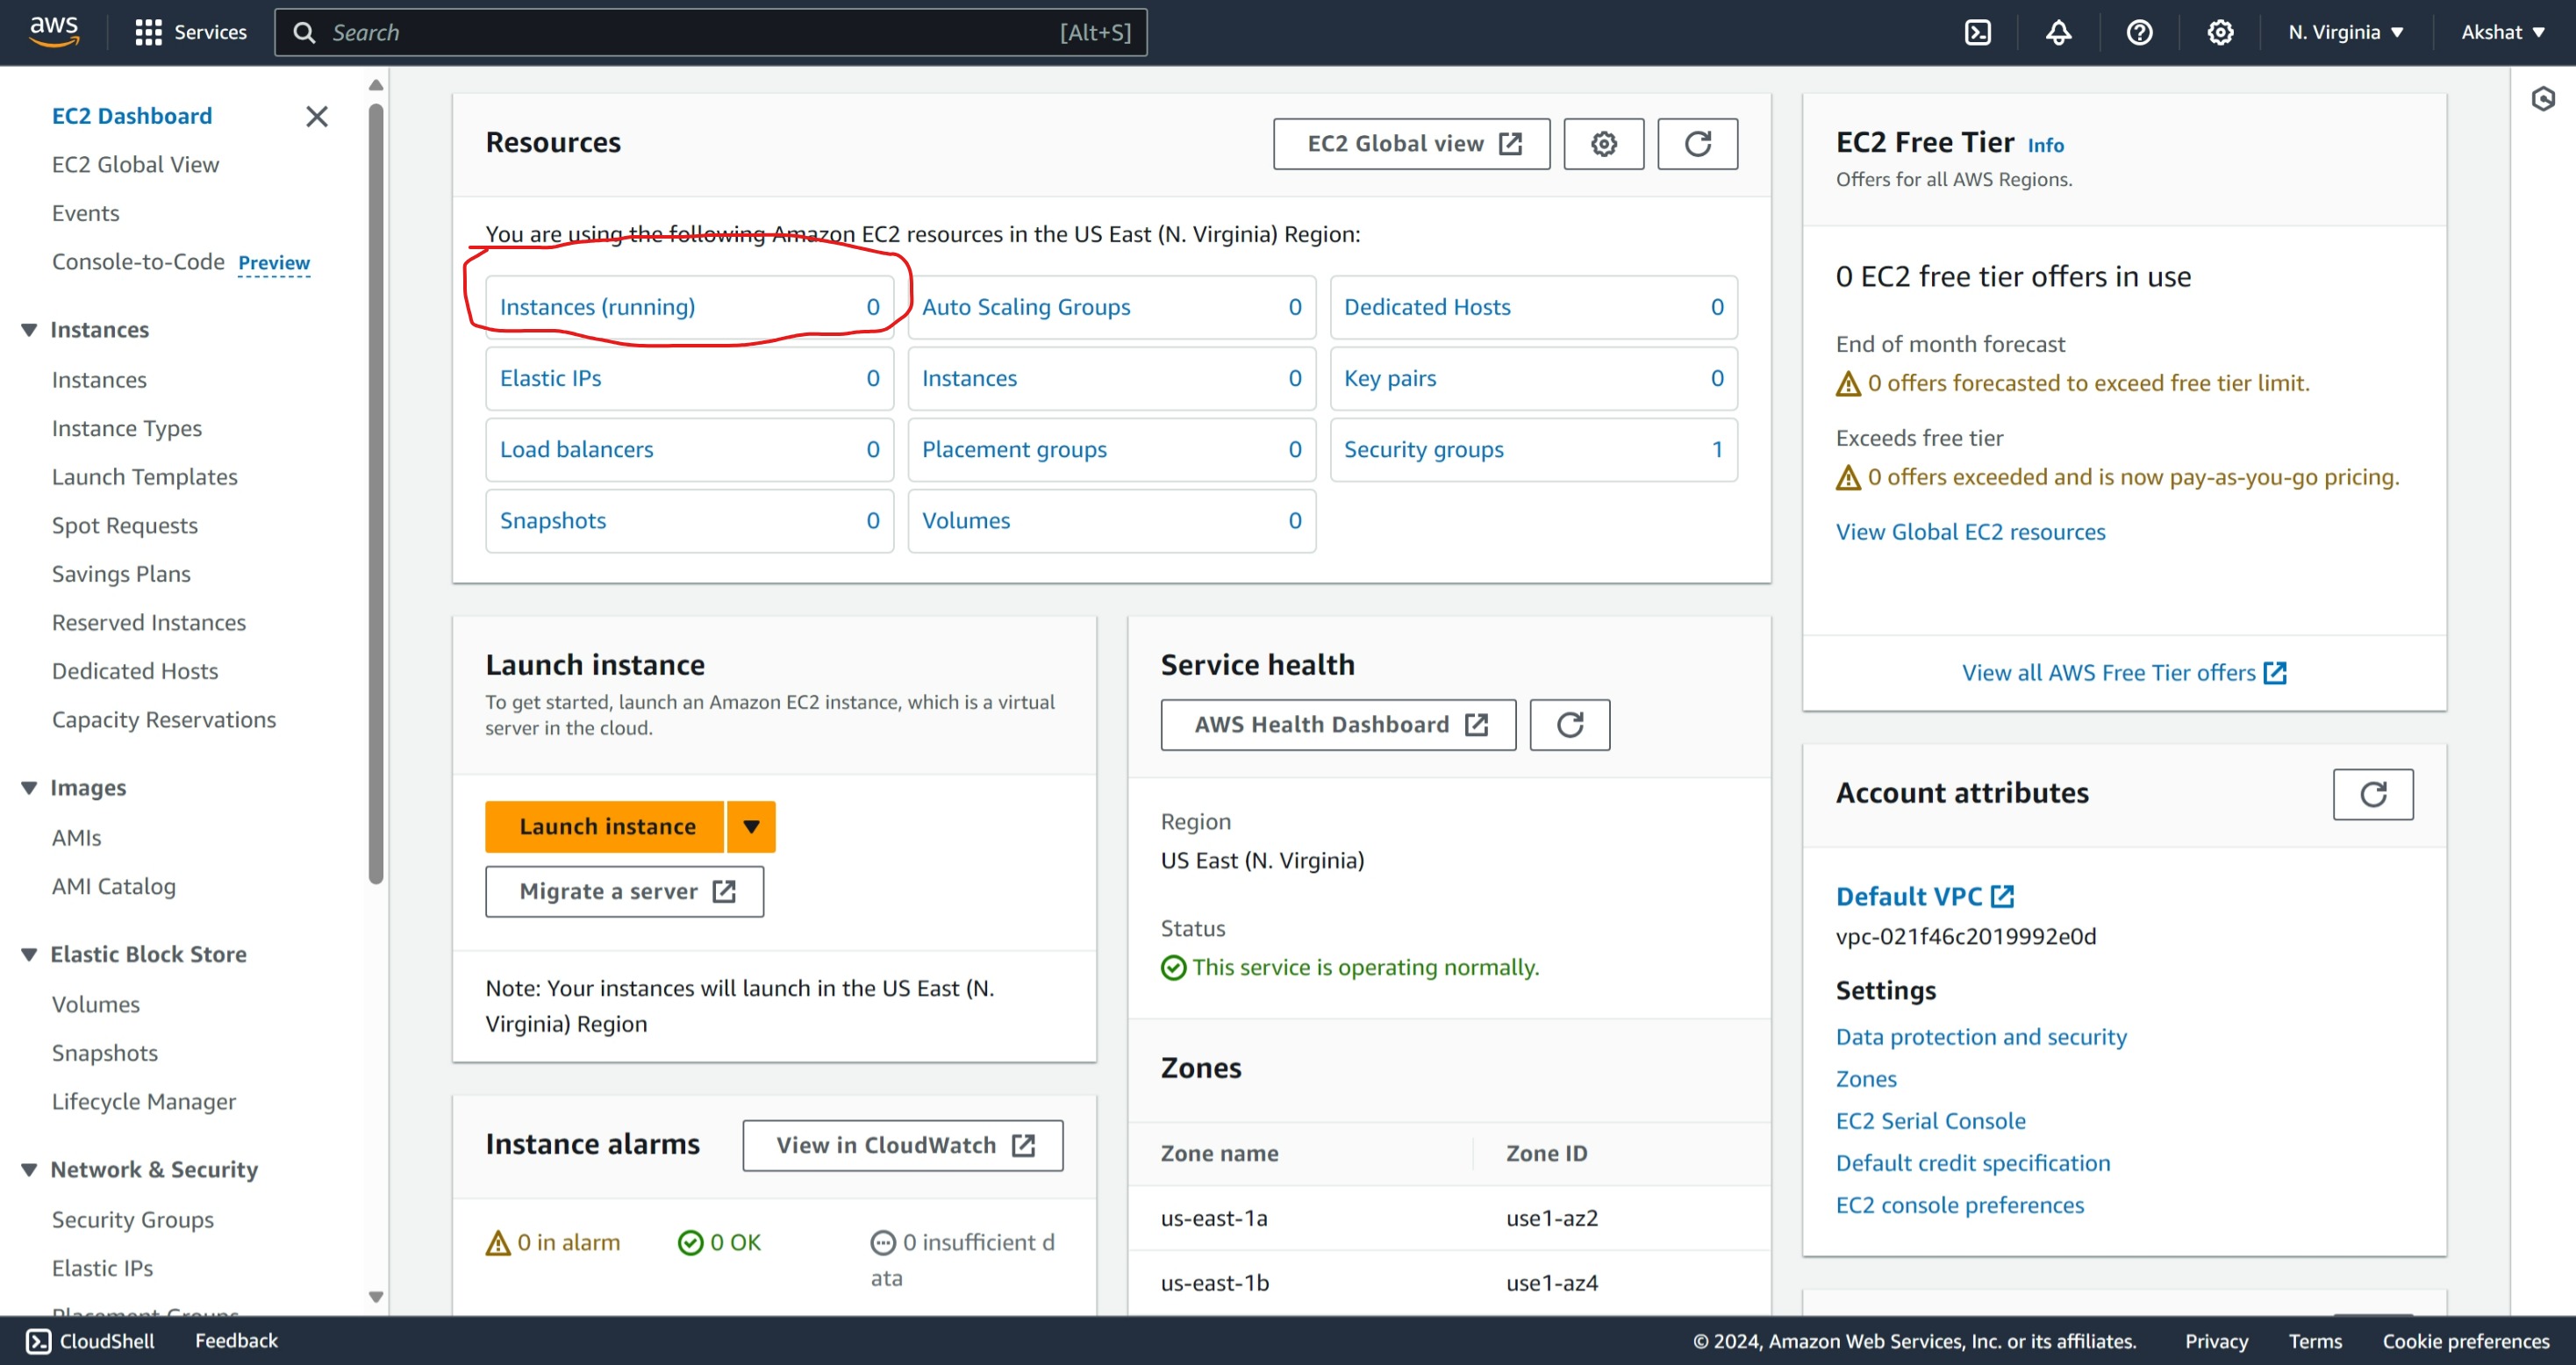 aws
Services
Search [Alt+S]
N. Virginia
Akshat
EC2 Dashboard
EC2 Global View
Events
Console-to-Code Preview
Instances
Instances
Instance Types
Launch Templates
Spot Requests
Savings Plans
Reserved Instances
Dedicated Hosts
Capacity Reservations
Images
AMIs
AMI Catalog
Elastic Block Store
Volumes
Snapshots
Lifecycle Manager
Network & Security
Security Groups
Elastic IPs
Placement Groups
Resources
EC2 Global view
You are using the following Amazon EC2 resources in the US East (N. Virginia) Region:
Instances (running) 0
Auto Scaling Groups 0
Dedicated Hosts 0
Elastic IPs 0
Instances 0
Key pairs 0
Load balancers 0
Placement groups 0
Security groups 1
Snapshots 0
Volumes 0
Launch instance
To get started, launch an Amazon EC2 instance, which is a virtual
server in the cloud.
Launch instance
Migrate a server
Note: Your instances will launch in the US East (N.
Virginia) Region
Instance alarms
View in CloudWatch
0 in alarm
0 OK
0 insufficient d
ata
Service health
AWS Health Dashboard
Region
US East (N. Virginia)
Status
This service is operating normally.
Zones
Zone name Zone ID
us-east-1a use1-az2
us-east-1b use1-az4
EC2 Free Tier Info
Offers for all AWS Regions.
0 EC2 free tier offers in use
End of month forecast
0 offers forecasted to exceed free tier limit.
Exceeds free tier
0 offers exceeded and is now pay-as-you-go pricing.
View Global EC2 resources
View all AWS Free Tier offers
Account attributes
Default VPC
vpc-021f46c2019992e0d
Settings
Data protection and security
Zones
EC2 Serial Console
Default credit specification
EC2 console preferences
CloudShell
Feedback
© 2024, Amazon Web Services, Inc. or its affiliates.
Privacy
Terms
Cookie preferences